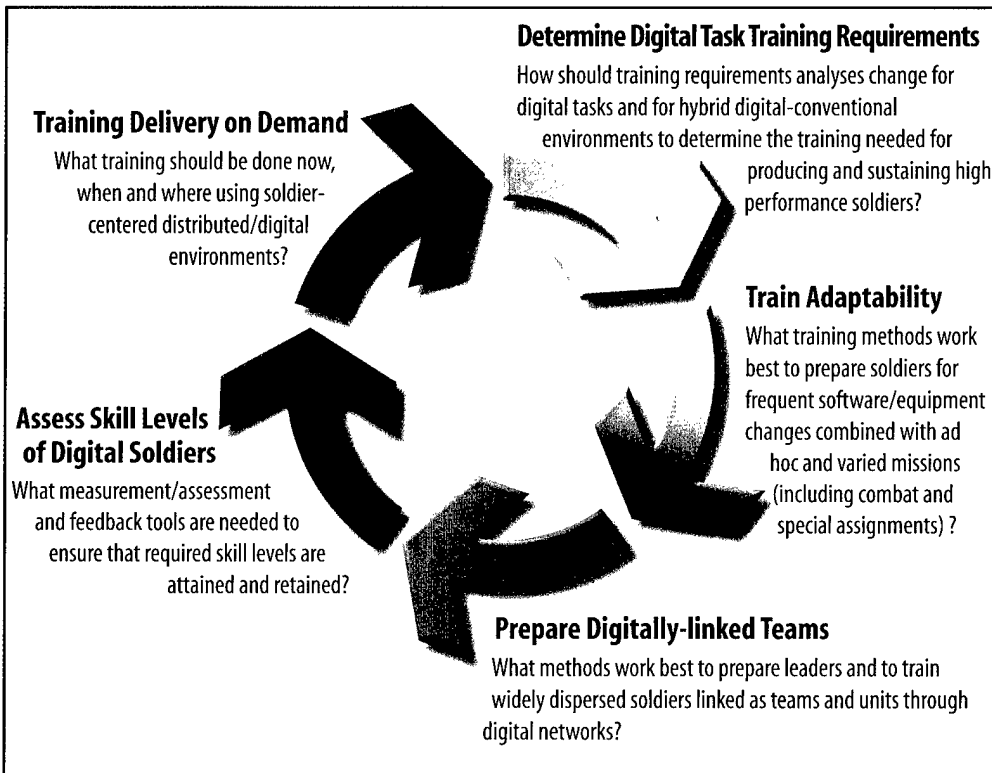 Determine Digital Task Training Requirements
How should training requirements analyses change for
digital tasks and for hybrid digital-conventional
environments to determine the training needed for
producing and sustaining high
performance soldiers?
Train Adaptability
What training methods work
best to prepare soldiers for
frequent software/equipment
changes combined with ad
hoc and varied missions
(including combat and
special assignments) ?
Prepare Digitally-linked Teams
What methods work best to prepare leaders and to train
widely dispersed soldiers linked as teams and units through
digital networks?
Assess Skill Levels
of Digital Soldiers
What measurement/assessment
and feedback tools are needed to
ensure that required skill levels are
attained and retained?
Training Delivery on Demand
What training should be done now,
when and where using soldier-
centered distributed/digital
environments?